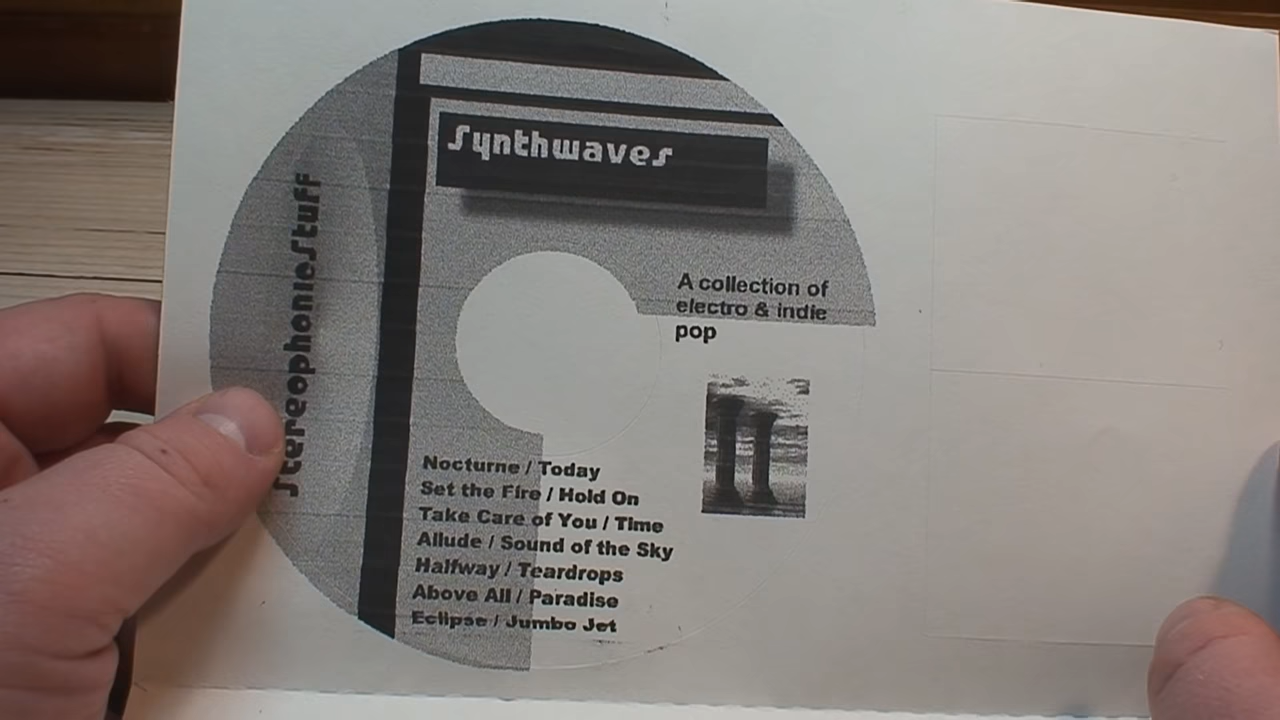 Synthwaves
StereophonicStuff
A collection of
electro & indie
pop
Nocturne / Today
Set the Fire / Hold On
Take Care of You / Time
Allude / Sound of the Sky
Halfway / Teardrops
Above All / Paradise
Eclipse / Jumbo Jet